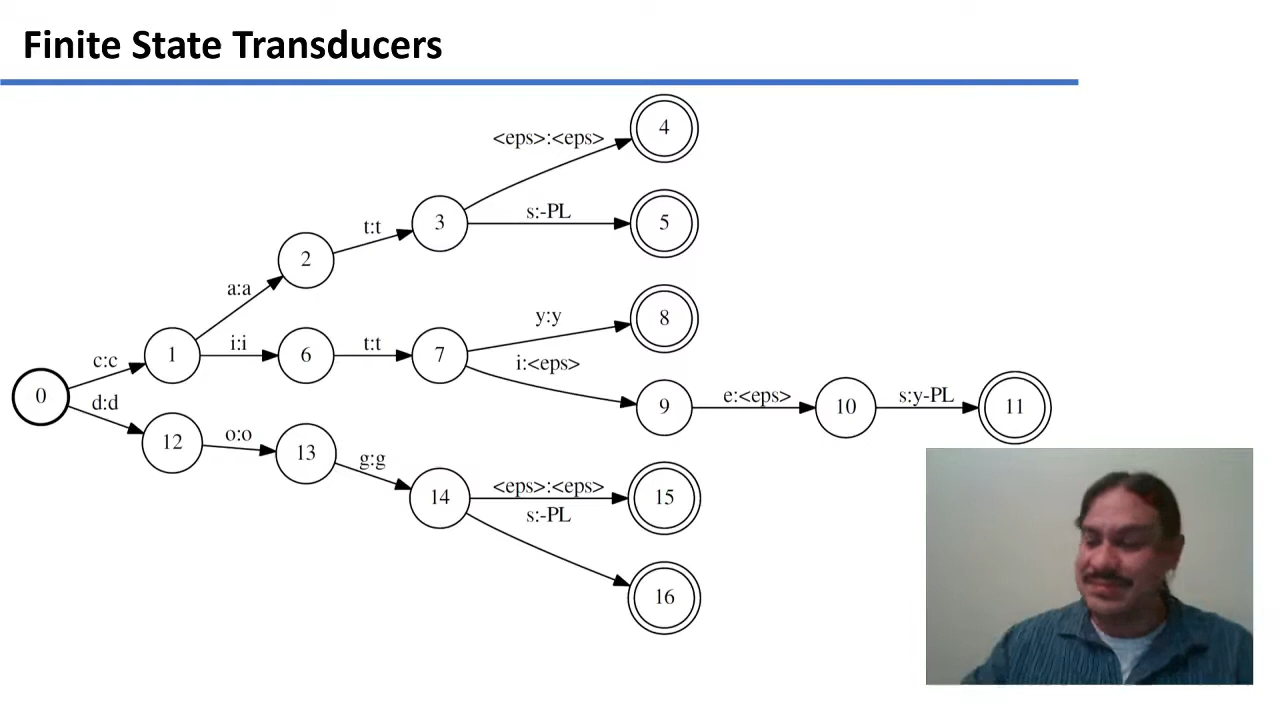 Finite State Transducers
<eps>:<eps>
4
s:-PL
5
t:t
3
2
a:a
y:y
8
c:c
1
i:i
6
t:t
7
i:<eps>
0
9
e:<eps>
10
s:y-PL
11
d:d
12
o:o
13
g:g
14
<eps>:<eps>
15
s:-PL
16